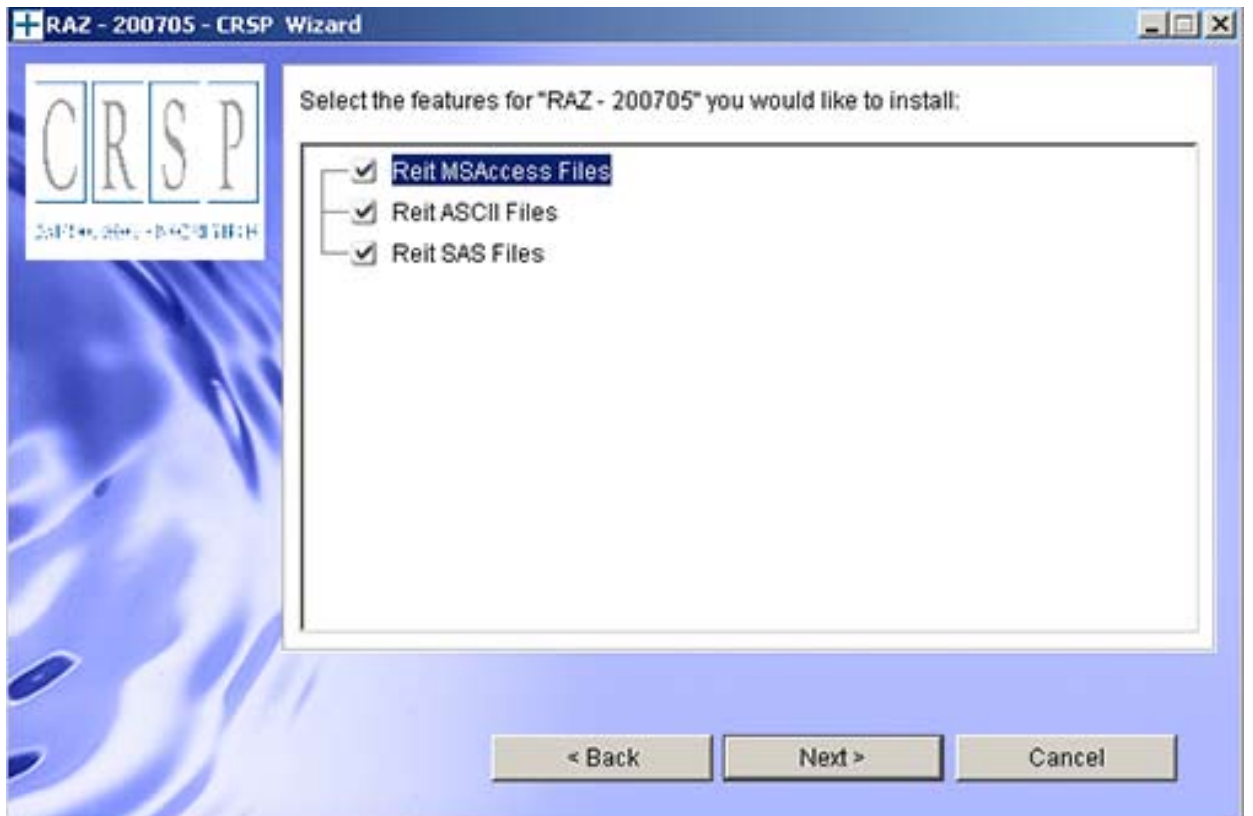 RAZ - 200705 - CRSP Wizard
CRSP
Select the features for "RAZ - 200705" you would like to install:
Reit MSAccess Files
Reit ASCII Files
Reit SAS Files
< Back
Next >
Cancel